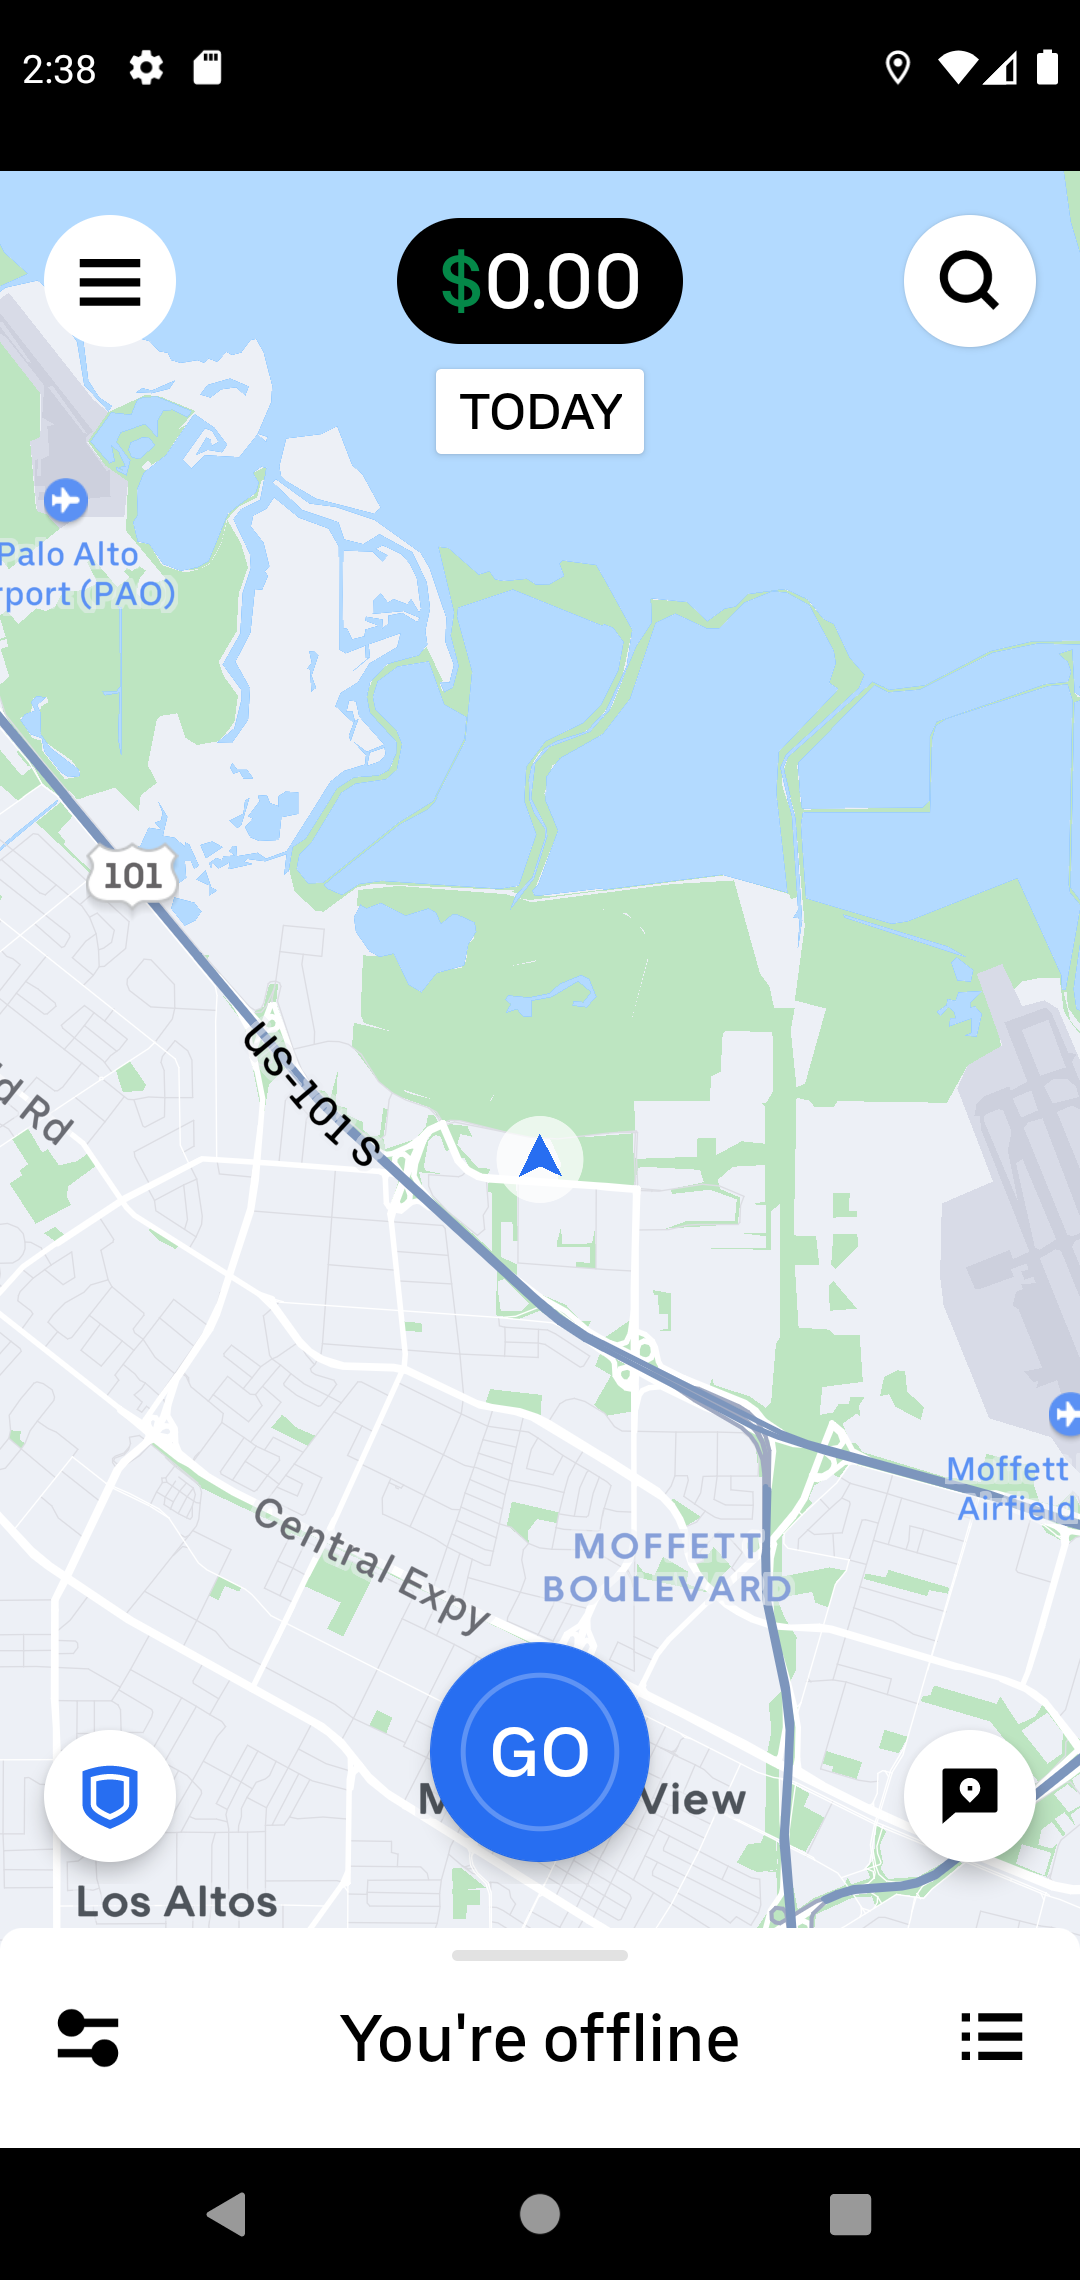 2:38
$0.00
TODAY
Palo Alto
rport (PAO)
101
US-101 S
d Rd
Moffett
Airfield
Central Expy
MOFFETT
BOULEVARD
GO
M View
Los Altos
You're offline